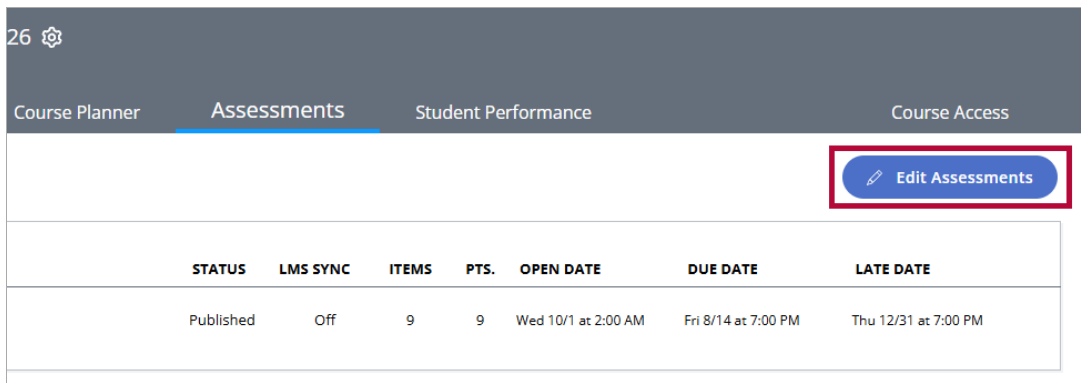 26
Course Planner Assessments Student Performance Course Access
Edit Assessments
STATUS LMS SYNC ITEMS PTS. OPEN DATE DUE DATE LATE DATE
Published Off 9 9 Wed 10/1 at 2:00 AM Fri 8/14 at 7:00 PM Thu 12/31 at 7:00 PM